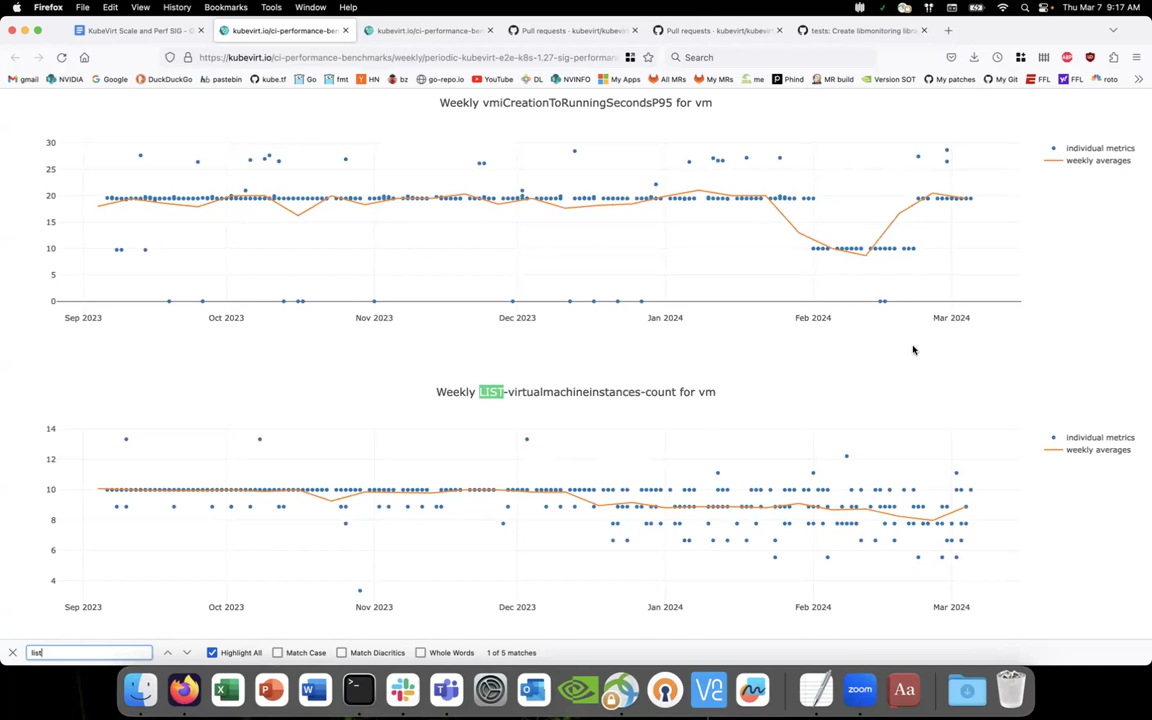 Firefox File Edit View History Bookmarks Tools Window Help Thu Mar 7 9:17 AM
KubeVirt Scale and Perf SIG - G × kubevirt.io/ci-performance-ben × kubevirt.io/ci-performance-ben × Pull requests · kubevirt/kubevirt × Pull requests · kubevirt/kubevirt × tests: Create libmonitoring libra ×
https://kubevirt.io/ci-performance-benchmarks/weekly/periodic-kubevirt-e2e-k8s-1.27-sig-performan Search
gmail NVIDIA Google DuckDuckGo pastebin kube.tf Go fmt HN bz go-repo.io YouTube DL NVINFO My Apps All MRs My MRs me Phind MR build Version SOT My patches My Git FFL FFL roto
Weekly vmiCreationToRunningSecondsP95 for vm
individual metrics
weekly averages
30
20
15
10
5
0
Sep 2023 Oct 2023 Nov 2023 Dec 2023 Jan 2024 Feb 2024 Mar 2024
Weekly LIST-virtualmachineinstances-count for vm
individual metrics
weekly averages
14
12
10
8
6
4
Sep 2023 Oct 2023 Nov 2023 Dec 2023 Jan 2024 Feb 2024 Mar 2024
list Highlight All Match Case Match Diacritics Whole Words 1 of 5 matches
zoom Aa